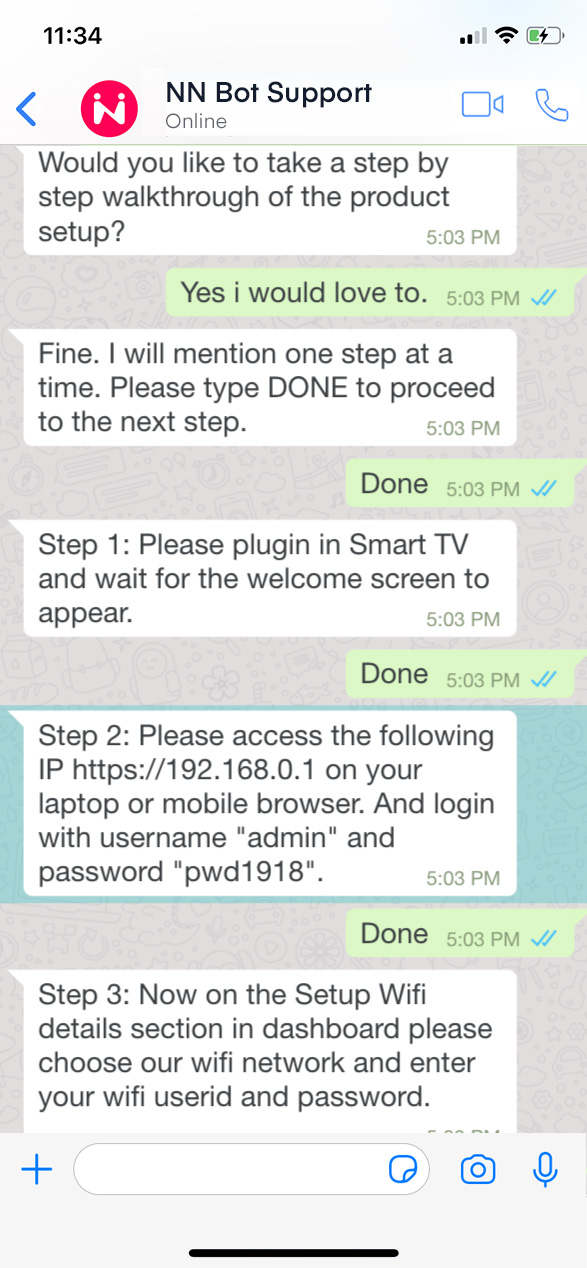 11:34
NN Bot Support
Online
Would you like to take a step by
step walkthrough of the product
setup?
5:03 PM
Yes i would love to. 5:03 PM
Fine. I will mention one step at a
time. Please type DONE to proceed
to the next step.
5:03 PM
Done 5:03 PM
Step 1: Please plugin in Smart TV
and wait for the welcome screen to
appear.
5:03 PM
Done 5:03 PM
Step 2: Please access the following
IP https://192.168.0.1 on your
laptop or mobile browser. And login
with username "admin" and
password "pwd1918".
5:03 PM
Done 5:03 PM
Step 3: Now on the Setup Wifi
details section in dashboard please
choose our wifi network and enter
your wifi userid and password.